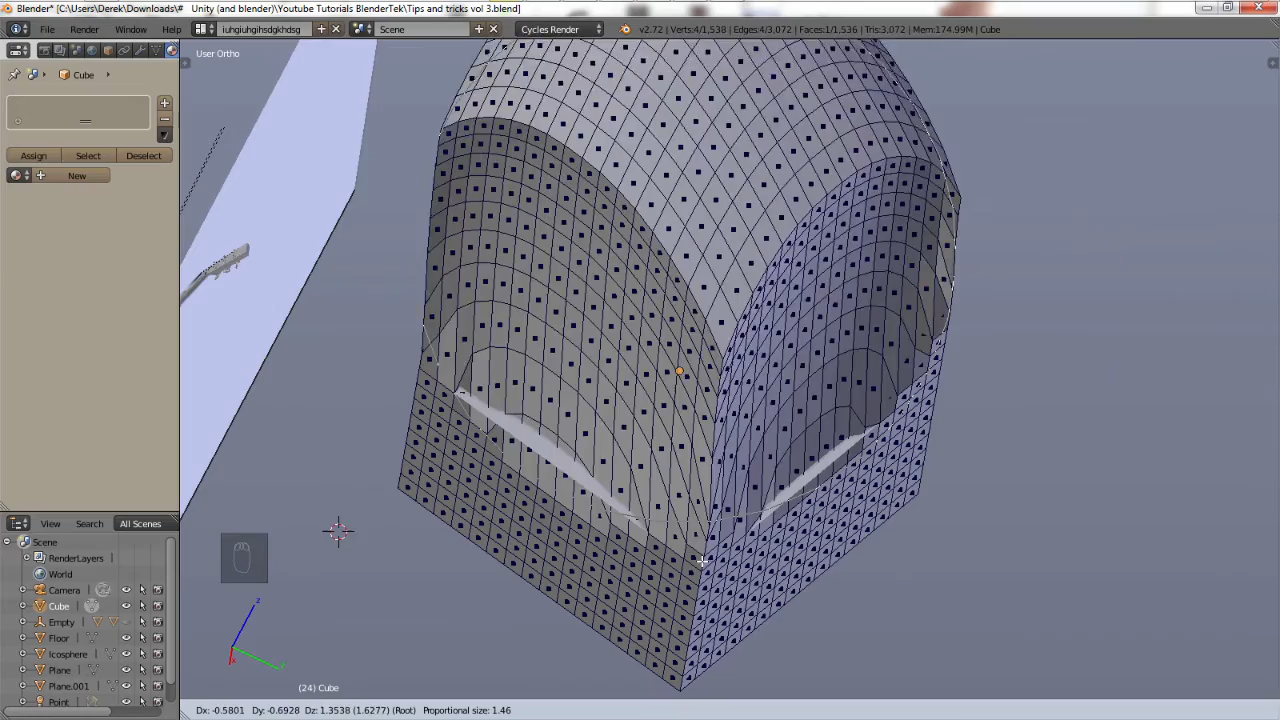 Blender* [C:\Users\Derek\Downloads\# Unity (and blender)\Youtube Tutorials BlenderTek\Tips and tricks vol 3.blend]
File Render Window Help iuhgjughsdgkhdsg Scene Cycles Render v2.72 | Verts:4/1,538 | Edges:4/3,072 | Faces:1/1,536 | Tris:3,072 | Mem:174.99M | Cube
User Ortho
Cube
Assign Select Deselect
New
View Search All Scenes
Scene
RenderLayers
World
Camera
Cube
Empty
Floor
Icosphere
Plane
Plane.001
Point
z
y
x
(24) Cube
Dx: -0.5801 Dy: -0.6928 Dz: 1.3538 (1.6277) (Root) Proportional size: 1.46